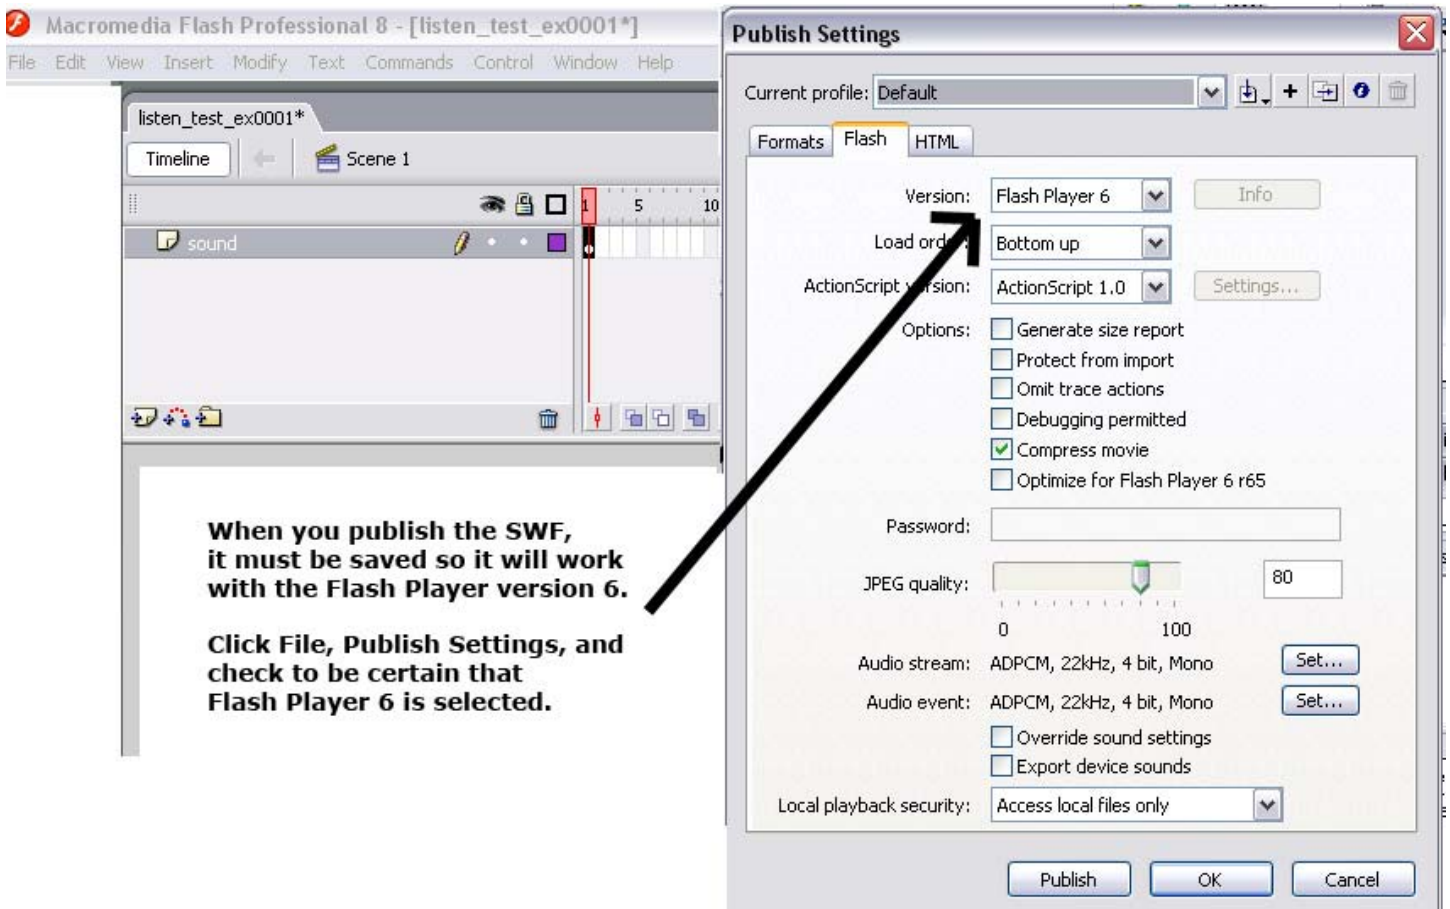 Macromedia Flash Professional 8 - [listen_test_ex0001*]
File Edit View Insert Modify Text Commands Control Window Help
listen_test_ex0001*
Timeline Scene 1
1 5 10
sound
When you publish the SWF,
it must be saved so it will work
with the Flash Player version 6.
Click File, Publish Settings, and
check to be certain that
Flash Player 6 is selected.
Publish Settings
Current profile: Default
Formats Flash HTML
Version: Flash Player 6 Info
Load order: Bottom up
ActionScript version: ActionScript 1.0 Settings...
Options: Generate size report
Protect from import
Omit trace actions
Debugging permitted
Compress movie
Optimize for Flash Player 6 r65
Password:
JPEG quality: 80
0 100
Audio stream: ADPCM, 22kHz, 4 bit, Mono Set...
Audio event: ADPCM, 22kHz, 4 bit, Mono Set...
Override sound settings
Export device sounds
Local playback security: Access local files only
Publish OK Cancel